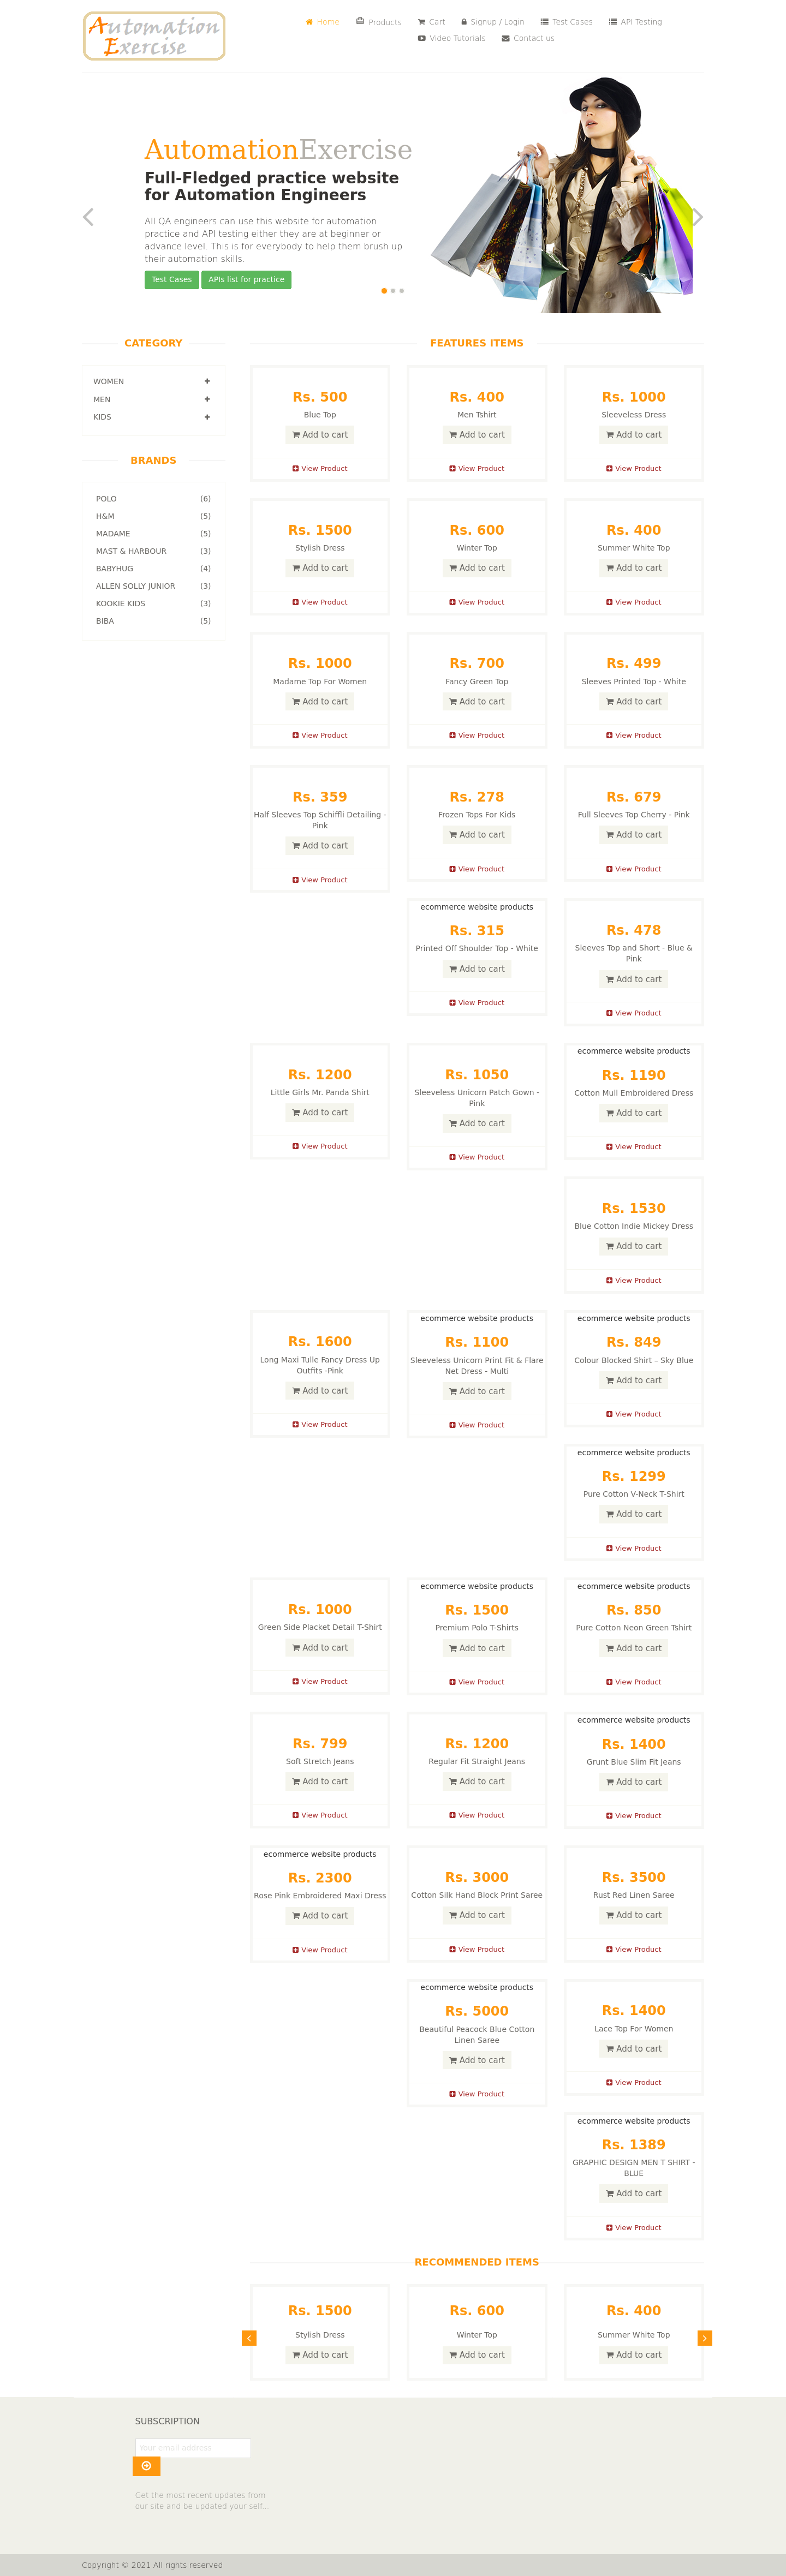 Automation
Exercise
Home Products Cart Signup / Login Test Cases API Testing
Video Tutorials Contact us
AutomationExercise
Full-Fledged practice website
for Automation Engineers
All QA engineers can use this website for automation
practice and API testing either they are at beginner or
advance level. This is for everybody to help them brush up
their automation skills.
Test Cases APIs list for practice
CATEGORY
WOMEN
MEN
KIDS
BRANDS
POLO (6)
H&M (5)
MADAME (5)
MAST & HARBOUR (3)
BABYHUG (4)
ALLEN SOLLY JUNIOR (3)
KOOKIE KIDS (3)
BIBA (5)
FEATURES ITEMS
Rs. 500
Blue Top
Add to cart
View Product
Rs. 400
Men Tshirt
Add to cart
View Product
Rs. 1000
Sleeveless Dress
Add to cart
View Product
Rs. 1500
Stylish Dress
Add to cart
View Product
Rs. 600
Winter Top
Add to cart
View Product
Rs. 400
Summer White Top
Add to cart
View Product
Rs. 1000
Madame Top For Women
Add to cart
View Product
Rs. 700
Fancy Green Top
Add to cart
View Product
Rs. 499
Sleeves Printed Top - White
Add to cart
View Product
Rs. 359
Half Sleeves Top Schiffli Detailing -
Pink
Add to cart
View Product
Rs. 278
Frozen Tops For Kids
Add to cart
View Product
Rs. 679
Full Sleeves Top Cherry - Pink
Add to cart
View Product
ecommerce website products
Rs. 315
Printed Off Shoulder Top - White
Add to cart
View Product
Rs. 478
Sleeves Top and Short - Blue &
Pink
Add to cart
View Product
Rs. 1200
Little Girls Mr. Panda Shirt
Add to cart
View Product
Rs. 1050
Sleeveless Unicorn Patch Gown -
Pink
Add to cart
View Product
ecommerce website products
Rs. 1190
Cotton Mull Embroidered Dress
Add to cart
View Product
Rs. 1530
Blue Cotton Indie Mickey Dress
Add to cart
View Product
Rs. 1600
Long Maxi Tulle Fancy Dress Up
Outfits -Pink
Add to cart
View Product
ecommerce website products
Rs. 1100
Sleeveless Unicorn Print Fit & Flare
Net Dress - Multi
Add to cart
View Product
ecommerce website products
Rs. 849
Colour Blocked Shirt – Sky Blue
Add to cart
View Product
ecommerce website products
Rs. 1299
Pure Cotton V-Neck T-Shirt
Add to cart
View Product
Rs. 1000
Green Side Placket Detail T-Shirt
Add to cart
View Product
ecommerce website products
Rs. 1500
Premium Polo T-Shirts
Add to cart
View Product
ecommerce website products
Rs. 850
Pure Cotton Neon Green Tshirt
Add to cart
View Product
Rs. 799
Soft Stretch Jeans
Add to cart
View Product
Rs. 1200
Regular Fit Straight Jeans
Add to cart
View Product
ecommerce website products
Rs. 1400
Grunt Blue Slim Fit Jeans
Add to cart
View Product
ecommerce website products
Rs. 2300
Rose Pink Embroidered Maxi Dress
Add to cart
View Product
Rs. 3000
Cotton Silk Hand Block Print Saree
Add to cart
View Product
Rs. 3500
Rust Red Linen Saree
Add to cart
View Product
ecommerce website products
Rs. 5000
Beautiful Peacock Blue Cotton
Linen Saree
Add to cart
View Product
Rs. 1400
Lace Top For Women
Add to cart
View Product
ecommerce website products
Rs. 1389
GRAPHIC DESIGN MEN T SHIRT -
BLUE
Add to cart
View Product
RECOMMENDED ITEMS
Rs. 1500
Stylish Dress
Add to cart
Rs. 600
Winter Top
Add to cart
Rs. 400
Summer White Top
Add to cart
SUBSCRIPTION
Your email address
Get the most recent updates from
our site and be updated your self...
Copyright © 2021 All rights reserved